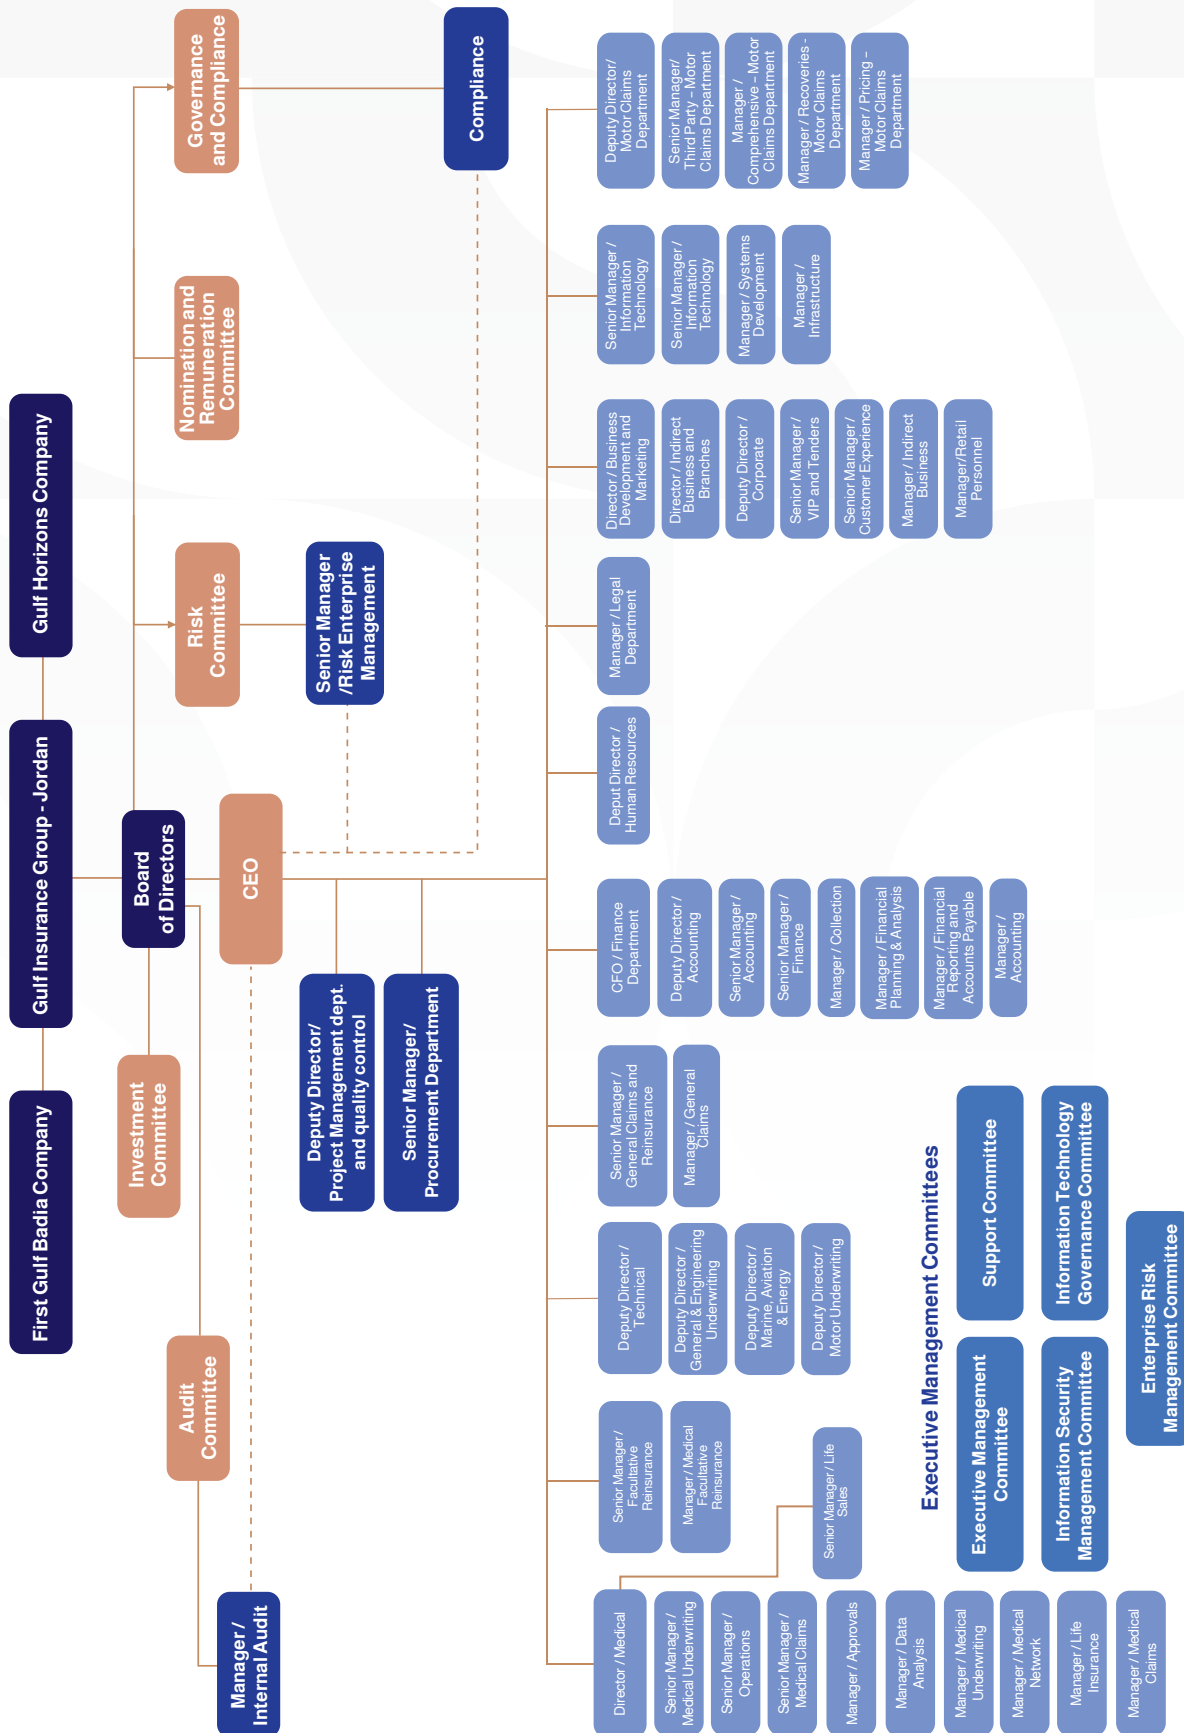 First Gulf Badia Company
Gulf Insurance Group - Jordan
Gulf Horizons Company
Board
of Directors
Investment
Committee
Audit
Committee
Risk
Committee
Nomination and
Remuneration
Committee
Governance
and Compliance
CEO
Manager /
Internal Audit
Senior Manager
/Risk Enterprise
Management
Compliance
Deputy Director/
Project Management dept.
and quality control
Senior Manager/
Procurement Department
Director / Medical
Senior Manager /
Medical Underwriting
Senior Manager /
Operations
Senior Manager /
Medical Claims
Manager / Approvals
Manager / Data
Analysis
Manager / Medical
Underwriting
Manager / Medical
Network
Manager / Life
Insurance
Manager / Medical
Claims
Senior Manager / Life
Sales
Senior Manager /
Facultative
Reinsurance
Manager / Medical
Facultative
Reinsurance
Deputy Director /
Technical
Deputy Director /
General & Engineering
Underwriting
Deputy Director /
Marine, Aviation
& Energy
Deputy Director /
Motor Underwriting
Senior Manager /
General Claims and
Reinsurance
Manager / General
Claims
CFO / Finance
Department
Deputy Director /
Accounting
Senior Manager /
Accounting
Senior Manager /
Finance
Manager / Collection
Manager / Financial
Planning & Analysis
Manager / Financial
Reporting and
Accounts Payable
Manager /
Accounting
Deput Director /
Human Resources
Manager / Legal
Department
Director / Business
Development and
Marketing
Director / Indirect
Business and
Branches
Deputy Director /
Corporate
Senior Manager /
VIP and Tenders
Senior Manager /
Customer Experience
Manager / Indirect
Business
Manager/Retail
Personnel
Senior Manager /
Information
Technology
Senior Manager /
Information
Technology
Manager / Systems
Development
Manager /
Infrastructure
Deputy Director/
Motor Claims
Department
Senior Manager/
Third Party – Motor
Claims Department
Manager /
Comprehensive – Motor
Claims Department
Manager / Recoveries -
Motor Claims
Department
Manager / Pricing –
Motor Claims
Department
Executive Management Committees
Executive Management
Committee
Support Committee
Information Security
Management Committee
Information Technology
Governance Committee
Enterprise Risk
Management Committee